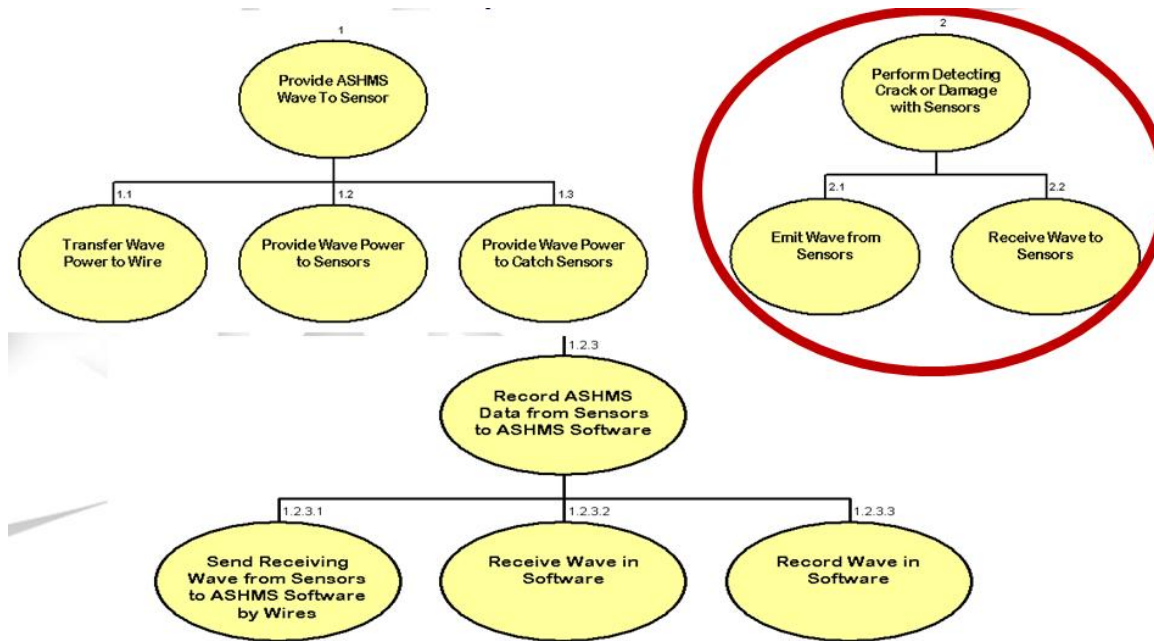 1
Provide ASHMS
Wave To Sensor
1.1
1.2
1.3
Transfer Wave
Power to Wire
Provide Wave Power
to Sensors
Provide Wave Power
to Catch Sensors
2
Perform Detecting
Crack or Damage
with Sensors
2.1
2.2
Emit Wave from
Sensors
Receive Wave to
Sensors
1.2.3
Record ASHMS
Data from Sensors
to ASHMS Software
1.2.3.1
1.2.3.2
1.2.3.3
Send Receiving
Wave from Sensors
to ASHMS Software
by Wires
Receive Wave in
Software
Record Wave in
Software